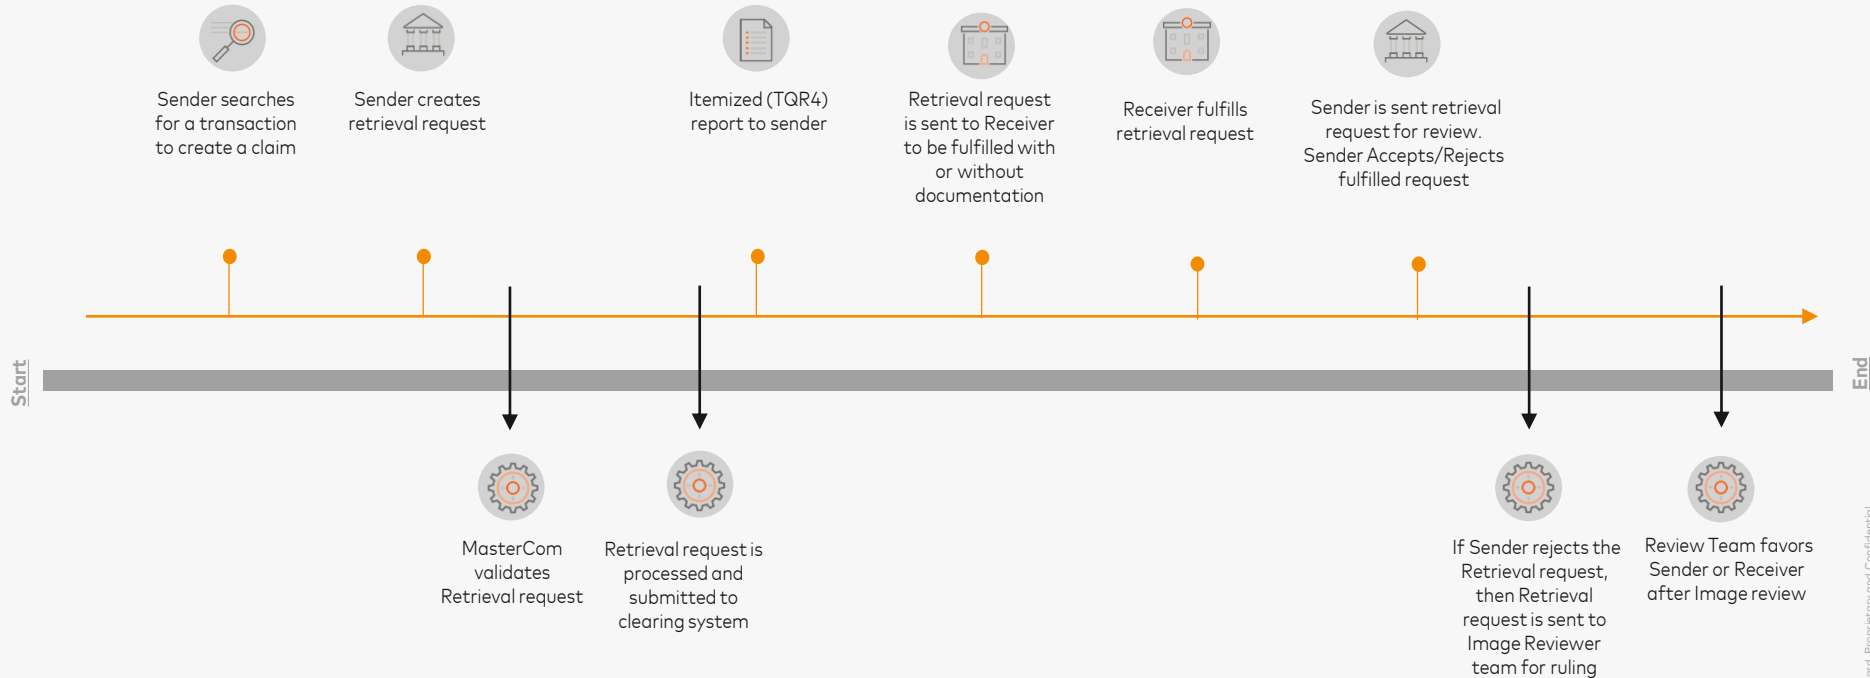 Sender searches
for a transaction
to create a claim
Sender creates
retrieval request
Itemized (TQR4)
report to sender
Retrieval request
is sent to Receiver
to be fulfilled with
or without
documentation
Receiver fulfills
retrieval request
Sender is sent retrieval
request for review.
Sender Accepts/Rejects
fulfilled request
Start
End
MasterCom
validates
Retrieval request
Retrieval request is
processed and
submitted to
clearing system
If Sender rejects the
Retrieval request,
then Retrieval
request is sent to
Image Reviewer
team for ruling
Review Team favors
Sender or Receiver
after Image review
Proprietary and Confidential